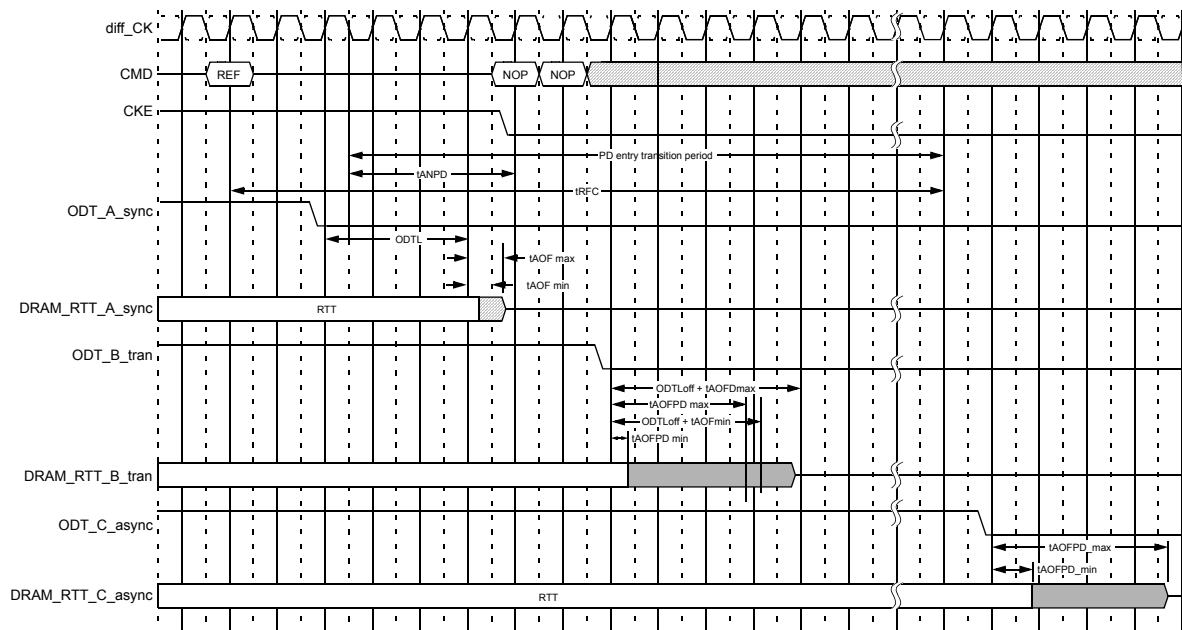 diff_CK
CMD
REF
NOP
NOP
CKE
PD entry transition period
tANPD
tRFC
ODT_A_sync
ODTL
tAOF max
tAOF min
DRAM_RTT_A_sync
RTT
ODT_B_tran
ODTLoff + tAOFDmax
tAOFPD max
ODTLoff + tAOFmin
tAOFPD min
DRAM_RTT_B_tran
ODT_C_async
tAOFPD_max
tAOFPD_min
DRAM_RTT_C_async
RTT